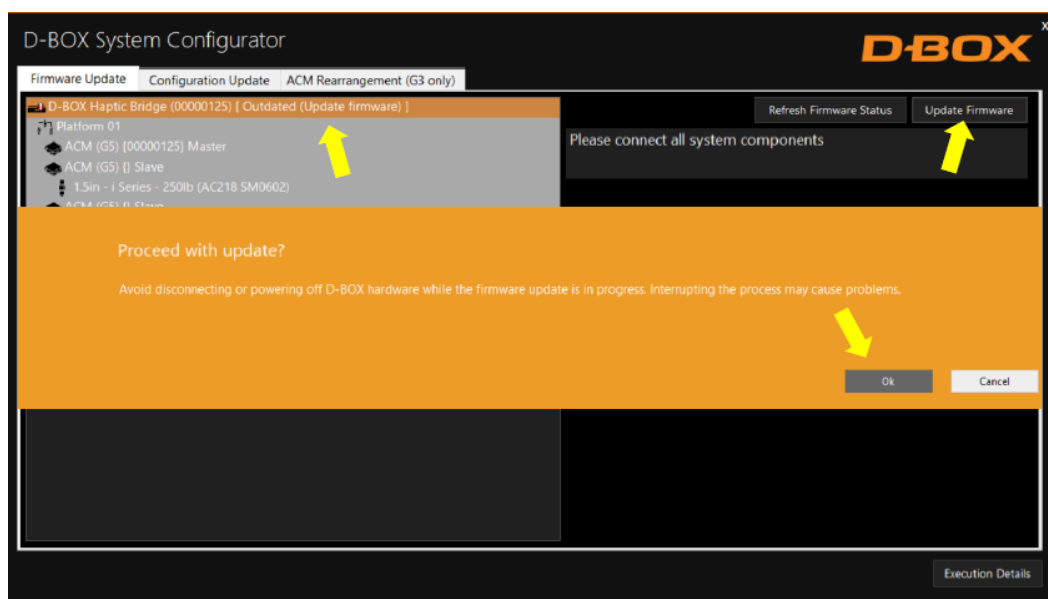 D-BOX System Configurator
D-BOX
X
Firmware Update
Configuration Update
ACM Rearrangement (G3 only)
D-BOX Haptic Bridge (00000125) [ Outdated (Update firmware) ]
Platform 01
ACM (G5) {00000125} Master
ACM (G5) {} Slave
1.5in - i Series - 250lb (AC218 SM0602)
ACM (G5) {} Slave
Refresh Firmware Status
Update Firmware
Please connect all system components
Proceed with update?
Avoid disconnecting or powering off D-BOX hardware while the firmware update is in progress. Interrupting the process may cause problems.
Ok
Cancel
Execution Details